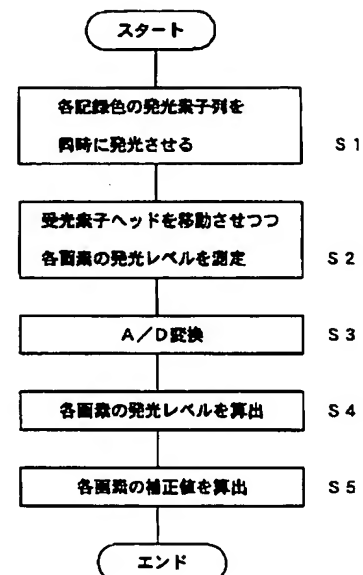 スタート
各記録色の発光素子列を
同時に発光させる
S1
受光素子ヘッドを移動させつつ
各画素の発光レベルを測定
S2
A/D変換
S3
各画素の発光レベルを算出
S4
各画素の補正値を算出
S5
エンド